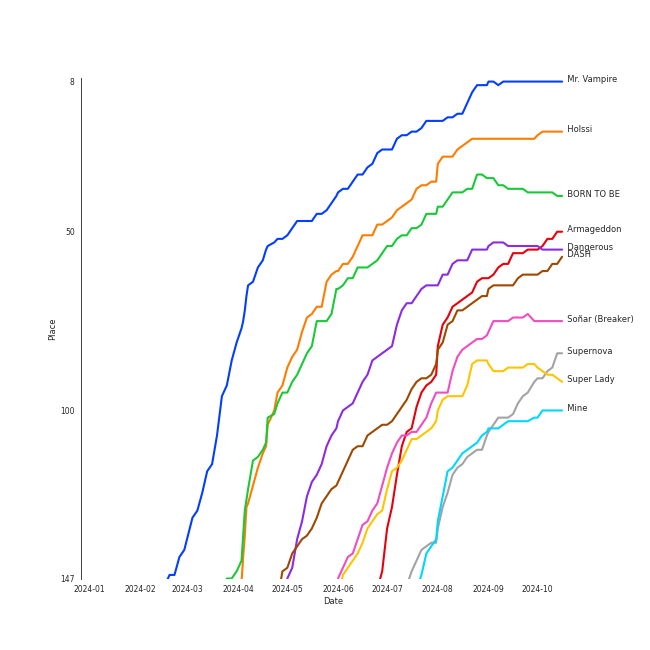 8
Mr. Vampire
Holssi
BORN TO BE
50
Armageddon
Dangerous
DASH
Place
Soñar (Breaker)
Supernova
Super Lady
100
Mine
147
2024-01 2024-02 2024-03 2024-04 2024-05 2024-06 2024-07 2024-08 2024-09 2024-10
Date